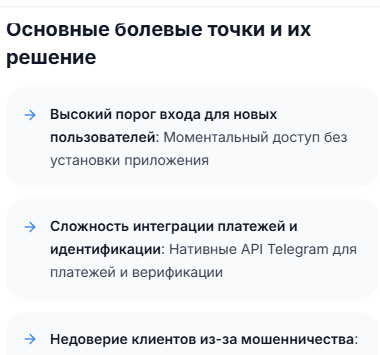 Основные болевые точки и их
решение
Высокий порог входа для новых
пользователей: Моментальный доступ без
установки приложения
Сложность интеграции платежей и
идентификации: Нативные API Telegram для
платежей и верификации
Недоверие клиентов из-за мошенничества: